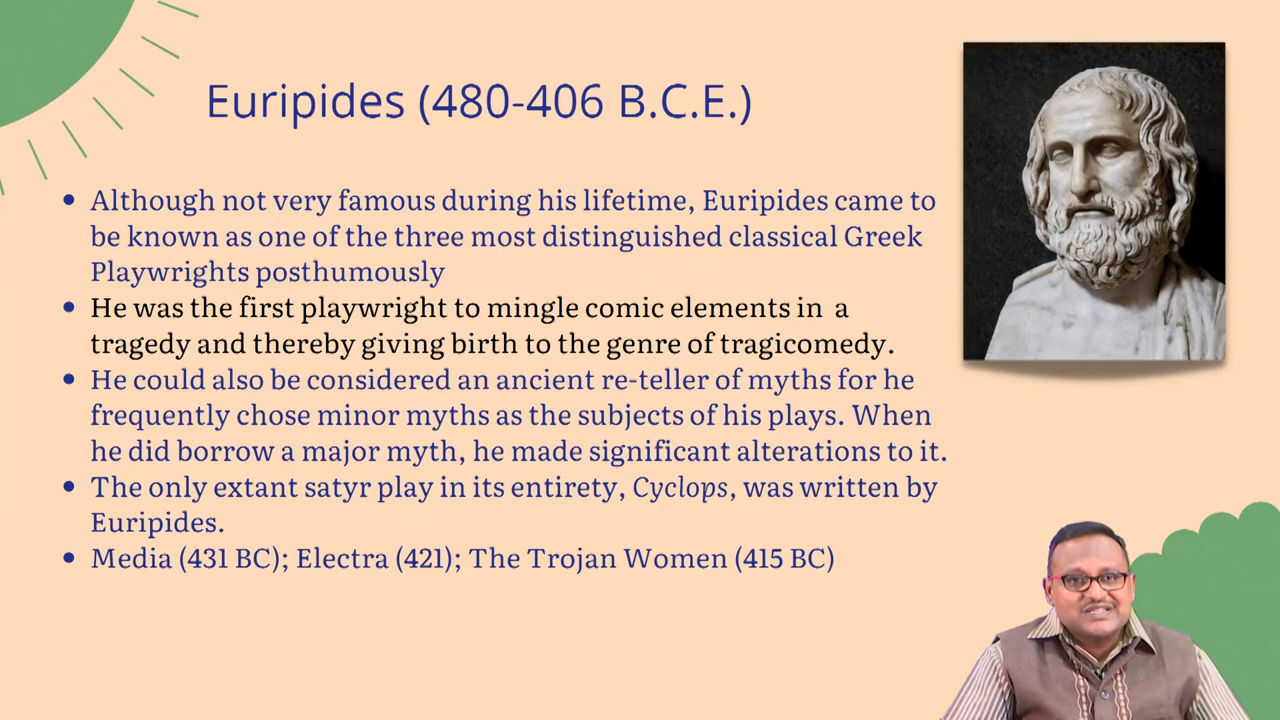 Euripides (480-406 B.C.E.)
• Although not very famous during his lifetime, Euripides came to
be known as one of the three most distinguished classical Greek
Playwrights posthumously
• He was the first playwright to mingle comic elements in a
tragedy and thereby giving birth to the genre of tragicomedy.
• He could also be considered an ancient re-teller of myths for he
frequently chose minor myths as the subjects of his plays. When
he did borrow a major myth, he made significant alterations to it.
• The only extant satyr play in its entirety, Cyclops, was written by
Euripides.
• Media (431 BC); Electra (421); The Trojan Women (415 BC)